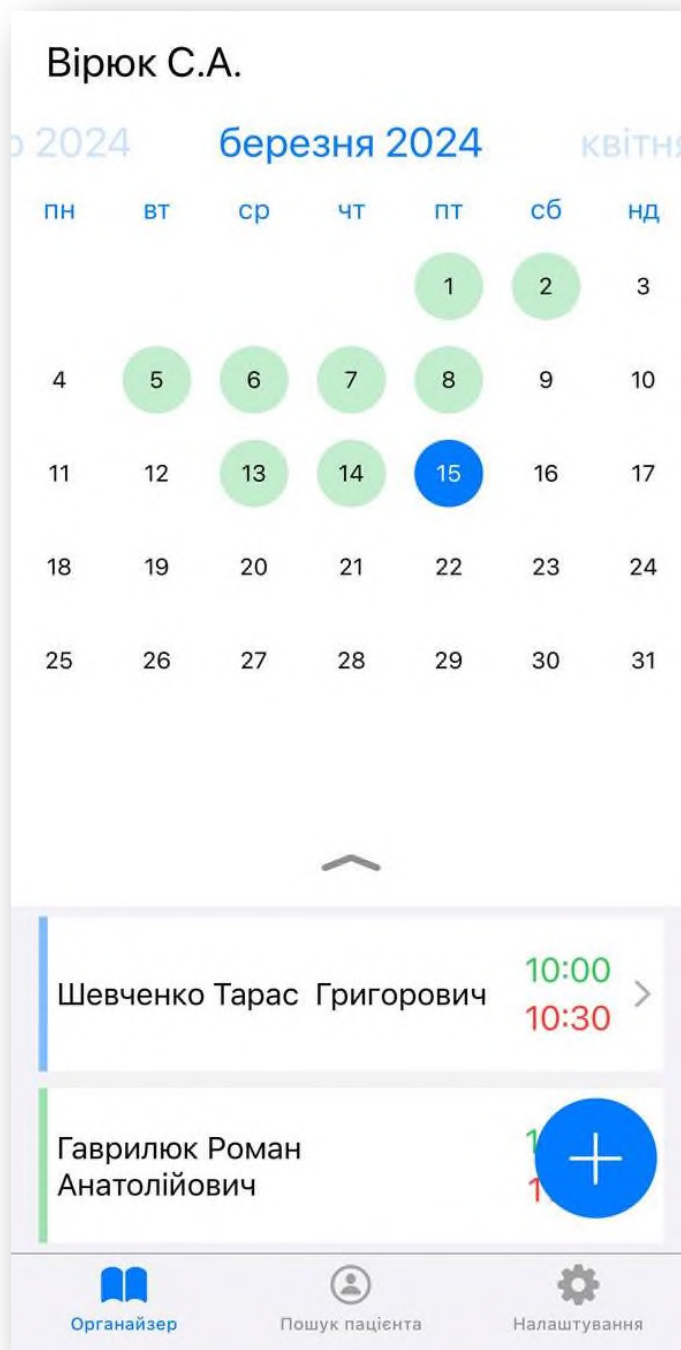 Вірюк С.А.
2024 березня 2024 квітня
пн вт ср чт пт сб нд
1 2 3
4 5 6 7 8 9 10
11 12 13 14 15 16 17
18 19 20 21 22 23 24
25 26 27 28 29 30 31
Шевченко Тарас Григорович
10:00
10:30
Гаврилюк Роман
Анатолійович
Органайзер Пошук пацієнта Налаштування